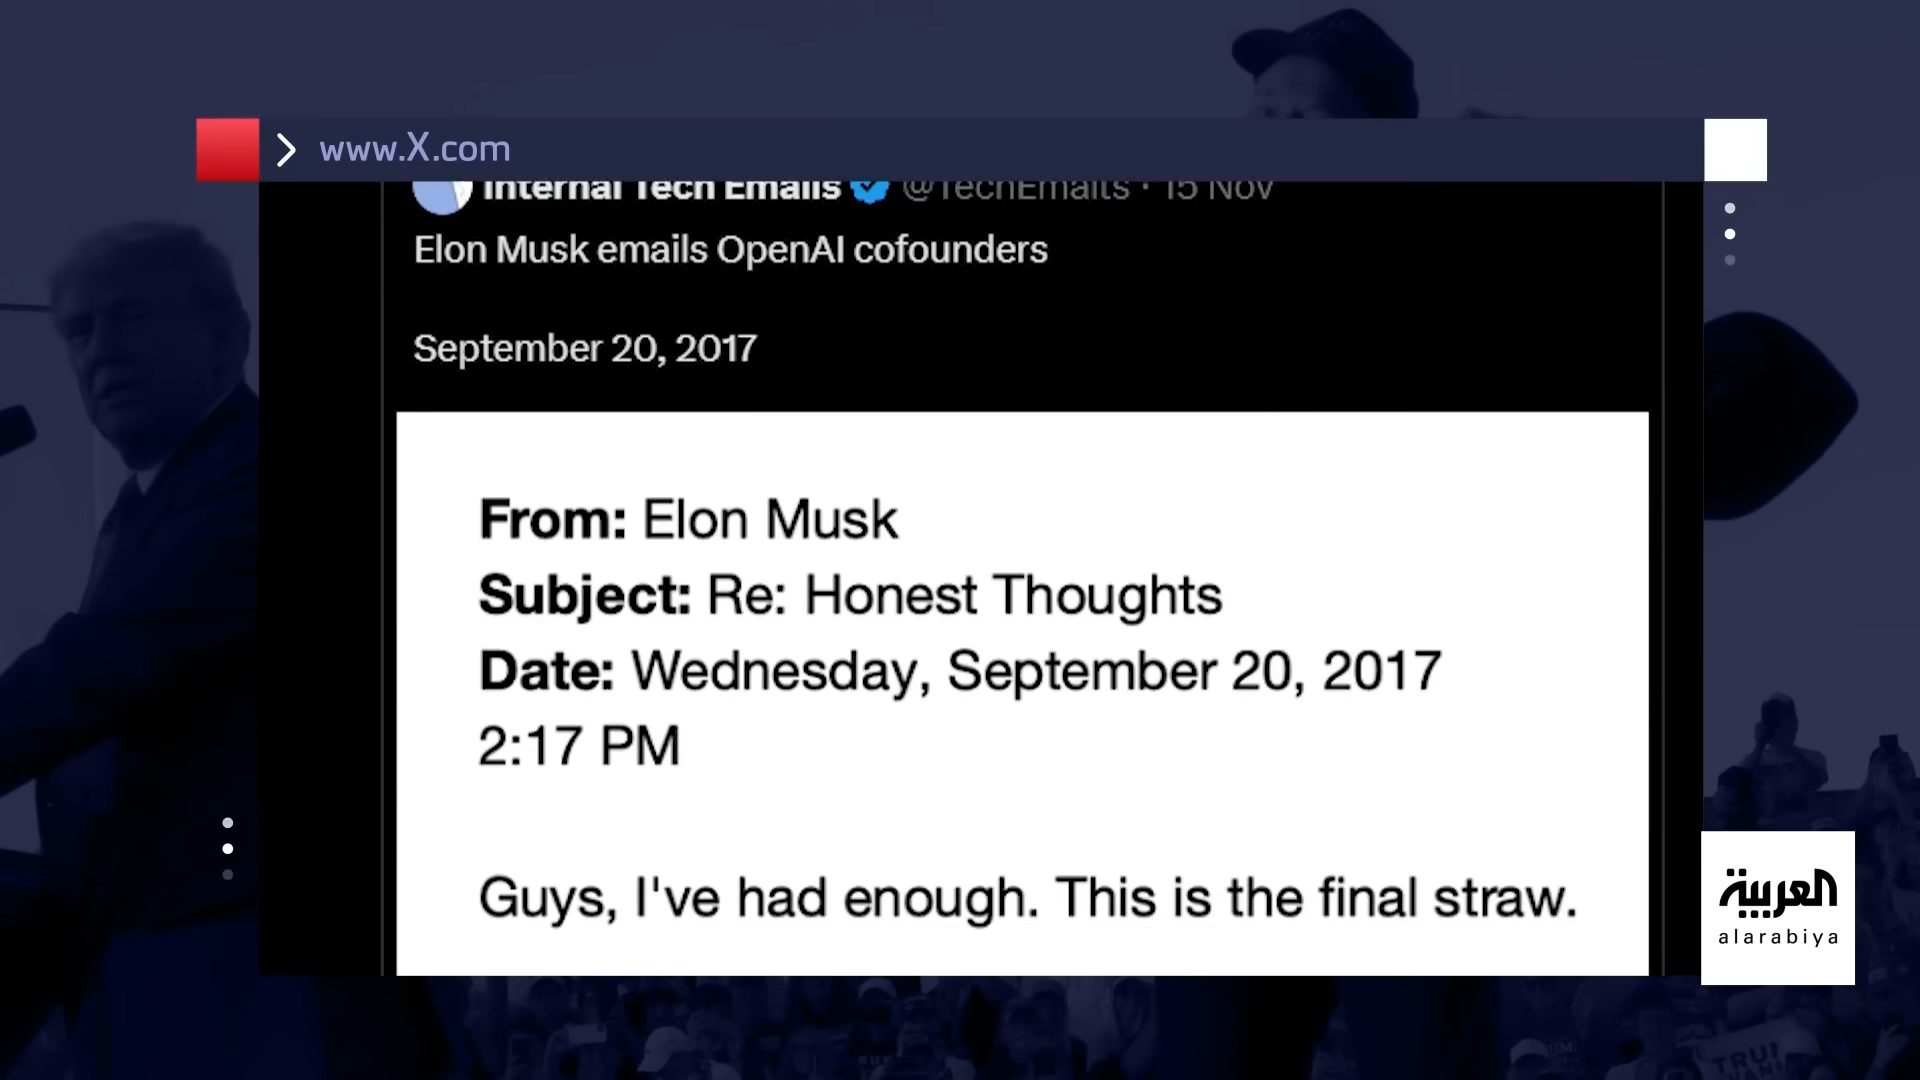 www.X.com
Internal Tech Emails @TechEmails · 15 Nov
Elon Musk emails OpenAI cofounders
September 20, 2017
From: Elon Musk
Subject: Re: Honest Thoughts
Date: Wednesday, September 20, 2017
2:17 PM
Guys, I've had enough. This is the final straw.
العربية
alarabiya